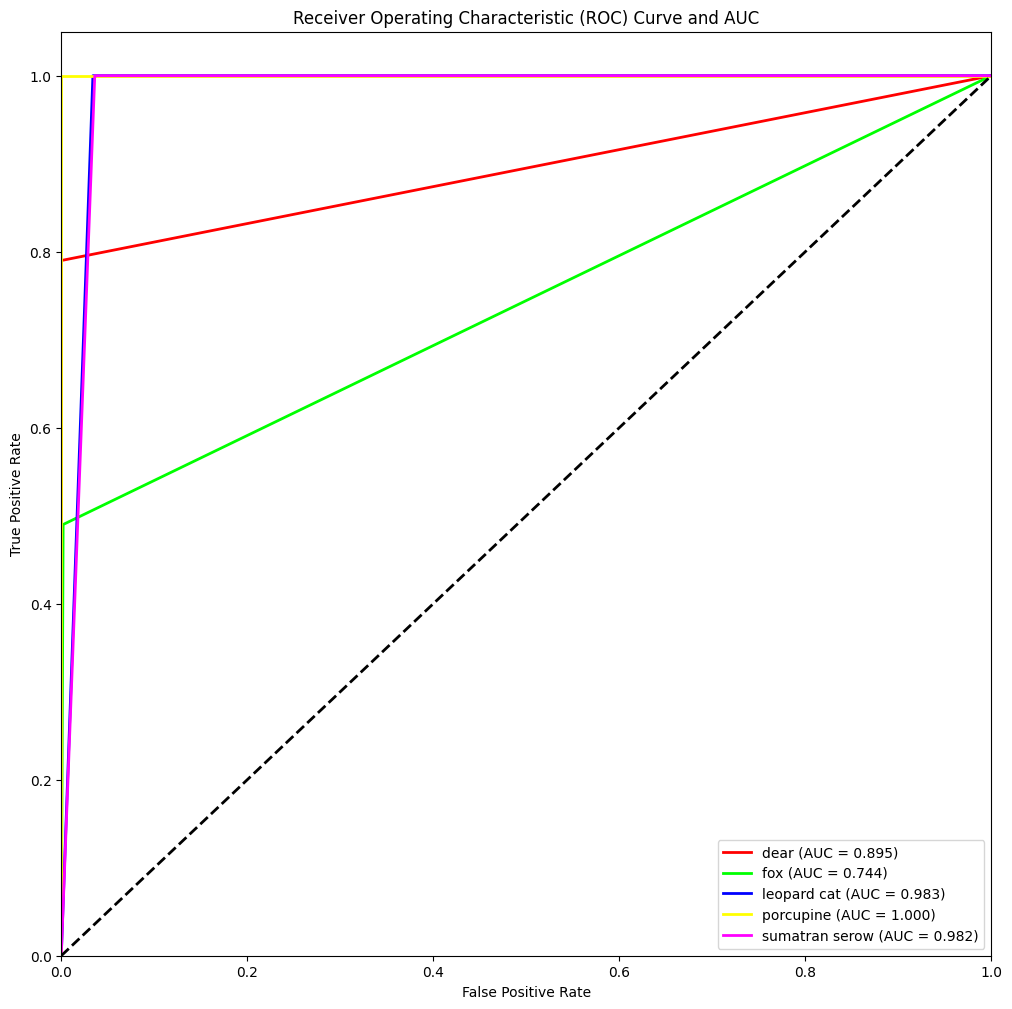 Receiver Operating Characteristic (ROC) Curve and AUC
1.0
0.8
0.6
0.4
0.2
0.0
True Positive Rate
0.0 0.2 0.4 0.6 0.8 1.0
False Positive Rate
dear (AUC = 0.895)
fox (AUC = 0.744)
leopard cat (AUC = 0.983)
porcupine (AUC = 1.000)
sumatran serow (AUC = 0.982)